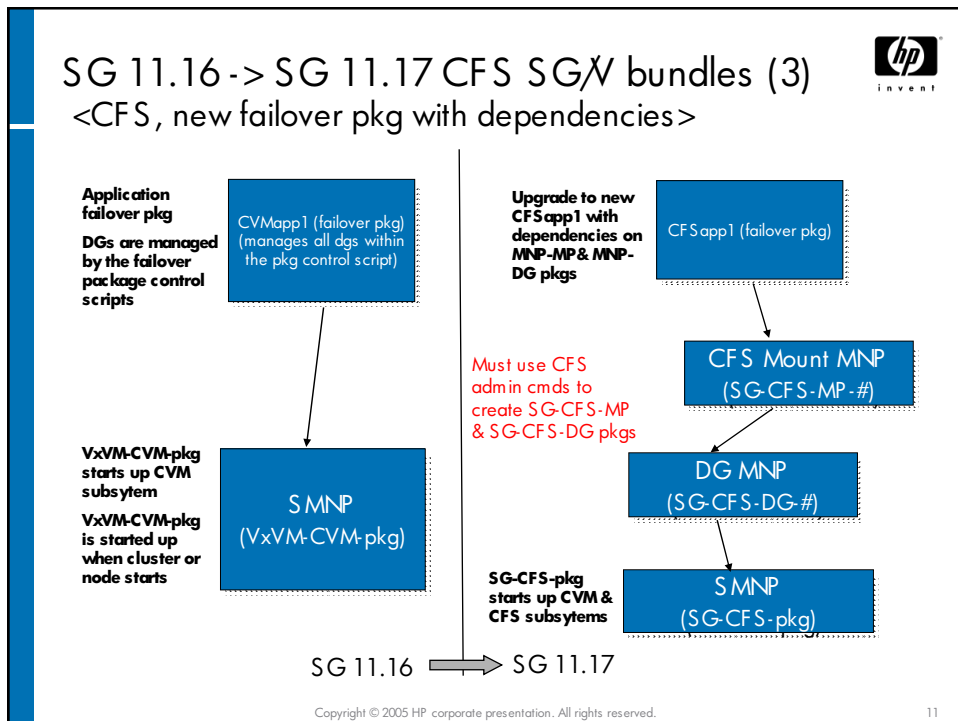 SG 11.16 -> SG 11.17 CFS SG/V bundles (3)
<CFS, new failover pkg with dependencies>
hp
invent
Application
failover pkg
DGs are managed
by the failover
package control
scripts
CVMapp1 (failover pkg)
(manages all dgs within
the pkg control script)
VxVM-CVM-pkg
starts up CVM
subsytem
VxVM-CVM-pkg
is started up
when cluster or
node starts
SMNP
(VxVM-CVM-pkg)
Upgrade to new
CFSapp1 with
dependencies on
MNP-MP& MNP-
DG pkgs
CFSapp1 (failover pkg)
Must use CFS
admin cmds to
create SG-CFS-MP
& SG-CFS-DG pkgs
CFS Mount MNP
(SG-CFS-MP-#)
DG MNP
(SG-CFS-DG-#)
SG-CFS-pkg
starts up CVM &
CFS subsytems
SMNP
(SG-CFS-pkg)
SG 11.16
SG 11.17
Copyright © 2005 HP corporate presentation. All rights reserved.
11